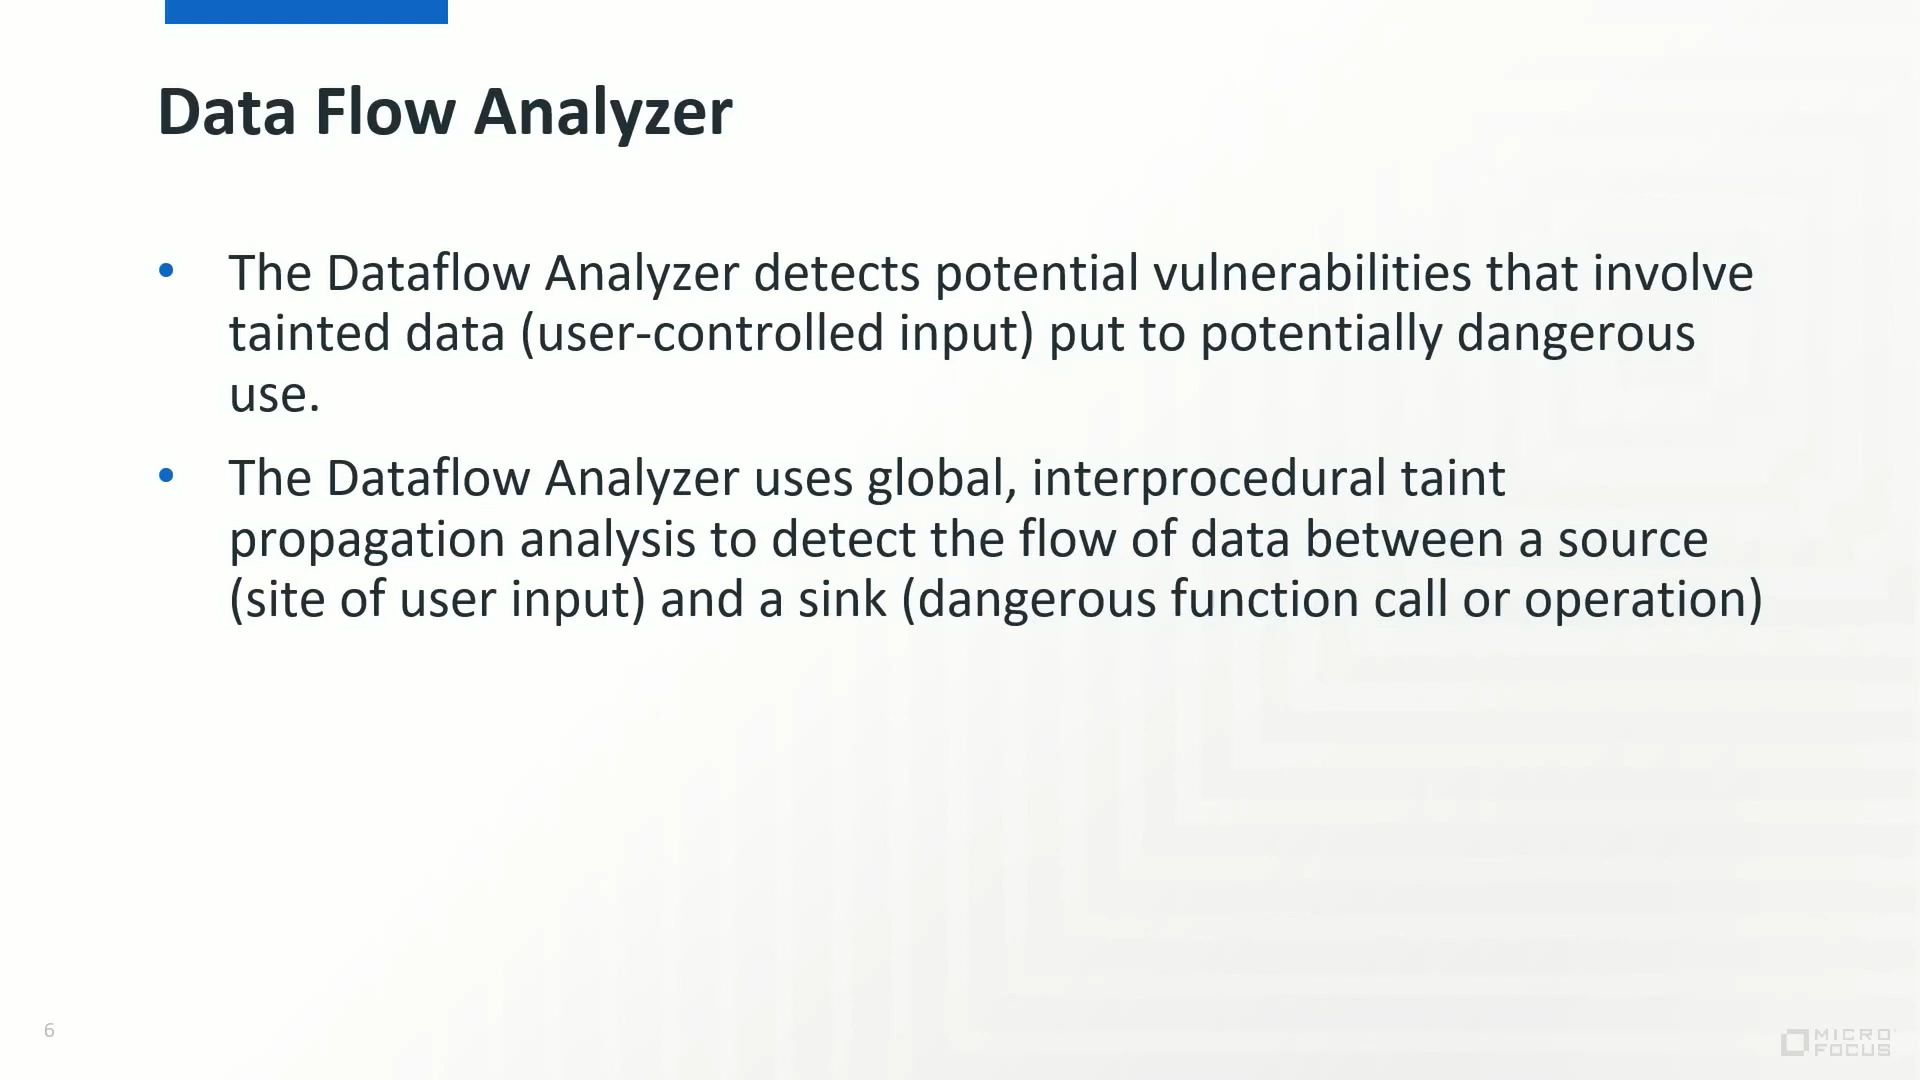 Data Flow Analyzer
• The Dataflow Analyzer detects potential vulnerabilities that involve
tainted data (user-controlled input) put to potentially dangerous
use.
• The Dataflow Analyzer uses global, interprocedural taint
propagation analysis to detect the flow of data between a source
(site of user input) and a sink (dangerous function call or operation)
6
MICRO
FOCUS